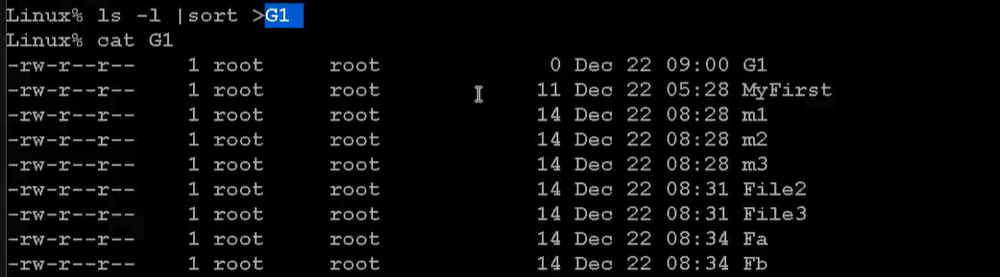 Linux% ls -l |sort >G1
Linux% cat G1
-rw-r--r-- 1 root root 0 Dec 22 09:00 G1
-rw-r--r-- 1 root root 11 Dec 22 05:28 MyFirst
-rw-r--r-- 1 root root 14 Dec 22 08:28 m1
-rw-r--r-- 1 root root 14 Dec 22 08:28 m2
-rw-r--r-- 1 root root 14 Dec 22 08:28 m3
-rw-r--r-- 1 root root 14 Dec 22 08:31 File2
-rw-r--r-- 1 root root 14 Dec 22 08:31 File3
-rw-r--r-- 1 root root 14 Dec 22 08:34 Fa
-rw-r--r-- 1 root root 14 Dec 22 08:34 Fb